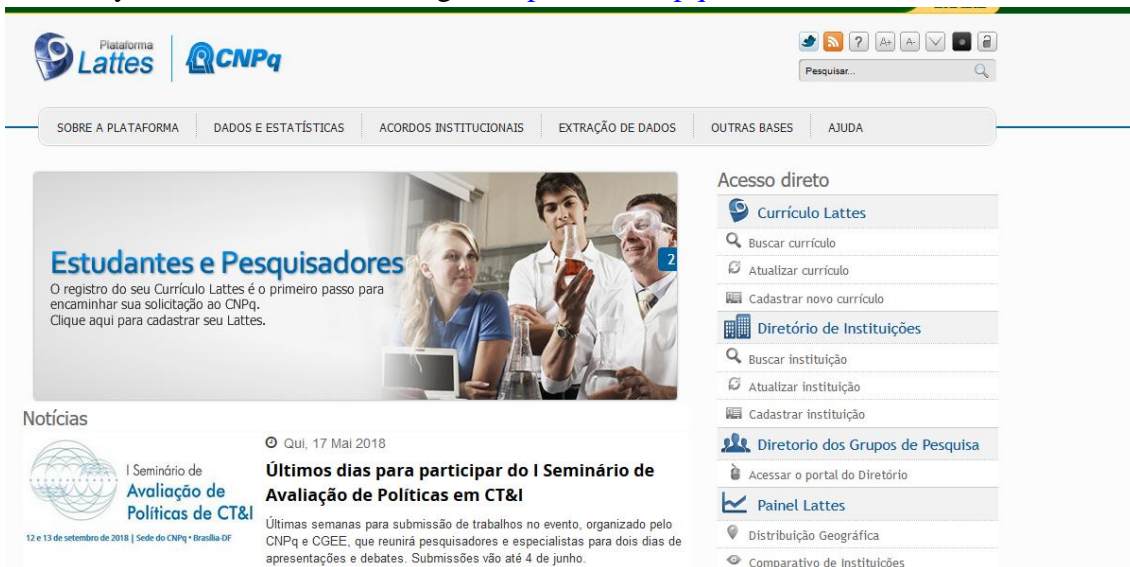 Plataforma
Lattes
CNPq
? A+ A-
Pesquisar...
SOBRE A PLATAFORMA DADOS E ESTATÍSTICAS ACORDOS INSTITUCIONAIS EXTRAÇÃO DE DADOS OUTRAS BASES AJUDA
Estudantes e Pesquisadores
O registro do seu Currículo Lattes é o primeiro passo para
encaminhar sua solicitação ao CNPq.
Clique aqui para cadastrar seu Lattes.
2
Notícias
I Seminário de
Avaliação de
Políticas de CT&I
12 e 13 de setembro de 2018 | Sede do CNPq • Brasília-DF
Qui, 17 Mai 2018
Últimos dias para participar do I Seminário de
Avaliação de Políticas em CT&I
Últimas semanas para submissão de trabalhos no evento, organizado pelo
CNPq e CGEE, que reunirá pesquisadores e especialistas para dois dias de
apresentações e debates. Submissões vão até 4 de junho.
Acesso direto
Currículo Lattes
Buscar currículo
Atualizar currículo
Cadastrar novo currículo
Diretório de Instituições
Buscar instituição
Atualizar instituição
Cadastrar instituição
Diretorio dos Grupos de Pesquisa
Acessar o portal do Diretório
Painel Lattes
Distribuição Geográfica
Comparativo de Instituições